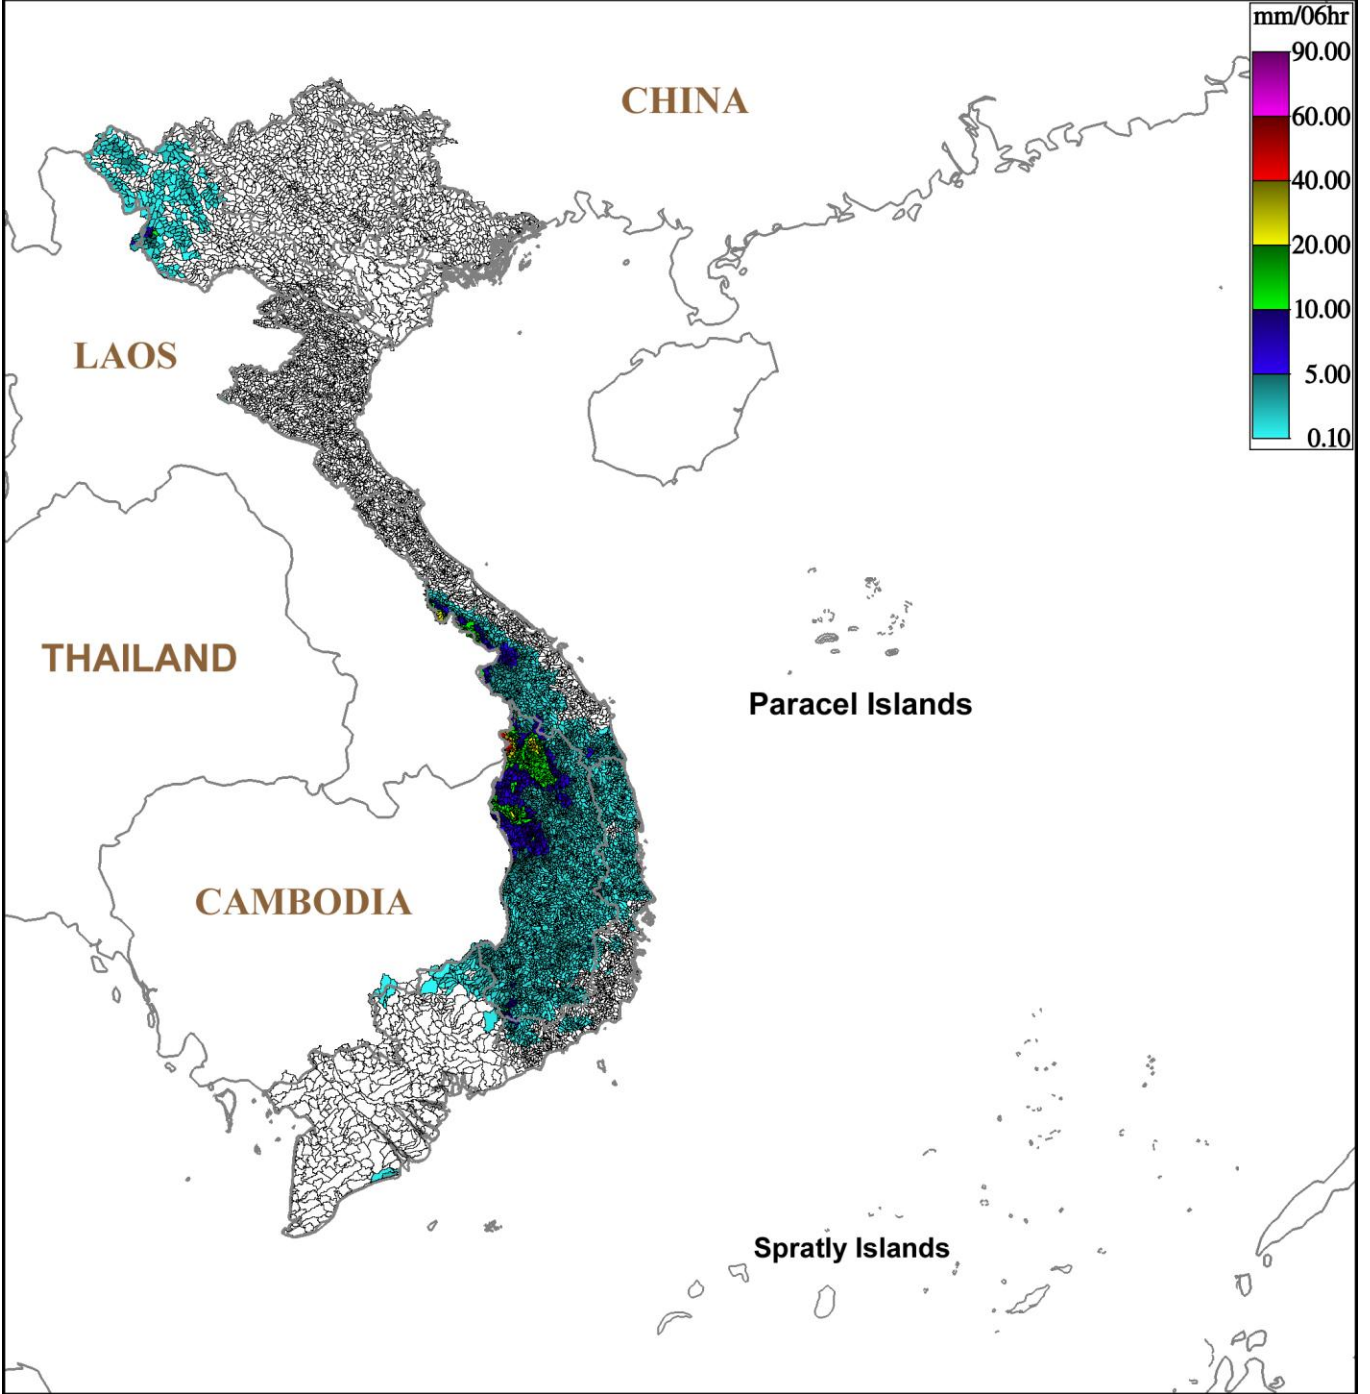 mm/06hr
90.00
60.00
40.00
20.00
10.00
5.00
0.10
CHINA
LAOS
THAILAND
Paracel Islands
CAMBODIA
Spratly Islands